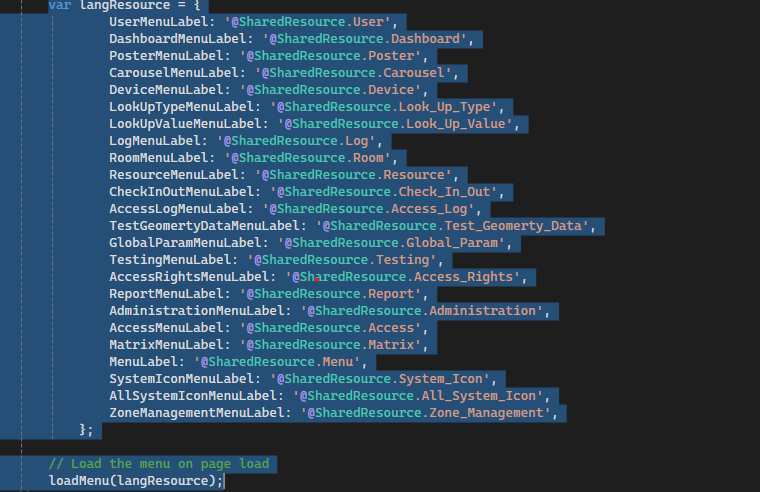 var langResource = {
UserMenuLabel: '@SharedResource.User',
DashboardMenuLabel: '@SharedResource.Dashboard',
PosterMenuLabel: '@SharedResource.Poster',
CarouselMenuLabel: '@SharedResource.Carousel',
DeviceMenuLabel: '@SharedResource.Device',
LookUpTypeMenuLabel: '@SharedResource.Look_Up_Type',
LookUpValueMenuLabel: '@SharedResource.Look_Up_Value',
LogMenuLabel: '@SharedResource.Log',
RoomMenuLabel: '@SharedResource.Room',
ResourceMenuLabel: '@SharedResource.Resource',
CheckInOutMenuLabel: '@SharedResource.Check_In_Out',
AccessLogMenuLabel: '@SharedResource.Access_Log',
TestGeomertyDataMenuLabel: '@SharedResource.Test_Geomerty_Data',
GlobalParamMenuLabel: '@SharedResource.Global_Param',
TestingMenuLabel: '@SharedResource.Testing',
AccessRightsMenuLabel: '@SharedResource.Access_Rights',
ReportMenuLabel: '@SharedResource.Report',
AdministrationMenuLabel: '@SharedResource.Administration',
AccessMenuLabel: '@SharedResource.Access',
MatrixMenuLabel: '@SharedResource.Matrix',
MenuLabel: '@SharedResource.Menu',
SystemIconMenuLabel: '@SharedResource.System_Icon',
AllSystemIconMenuLabel: '@SharedResource.All_System_Icon',
ZoneManagementMenuLabel: '@SharedResource.Zone_Management',
};
// Load the menu on page load
loadMenu(langResource);